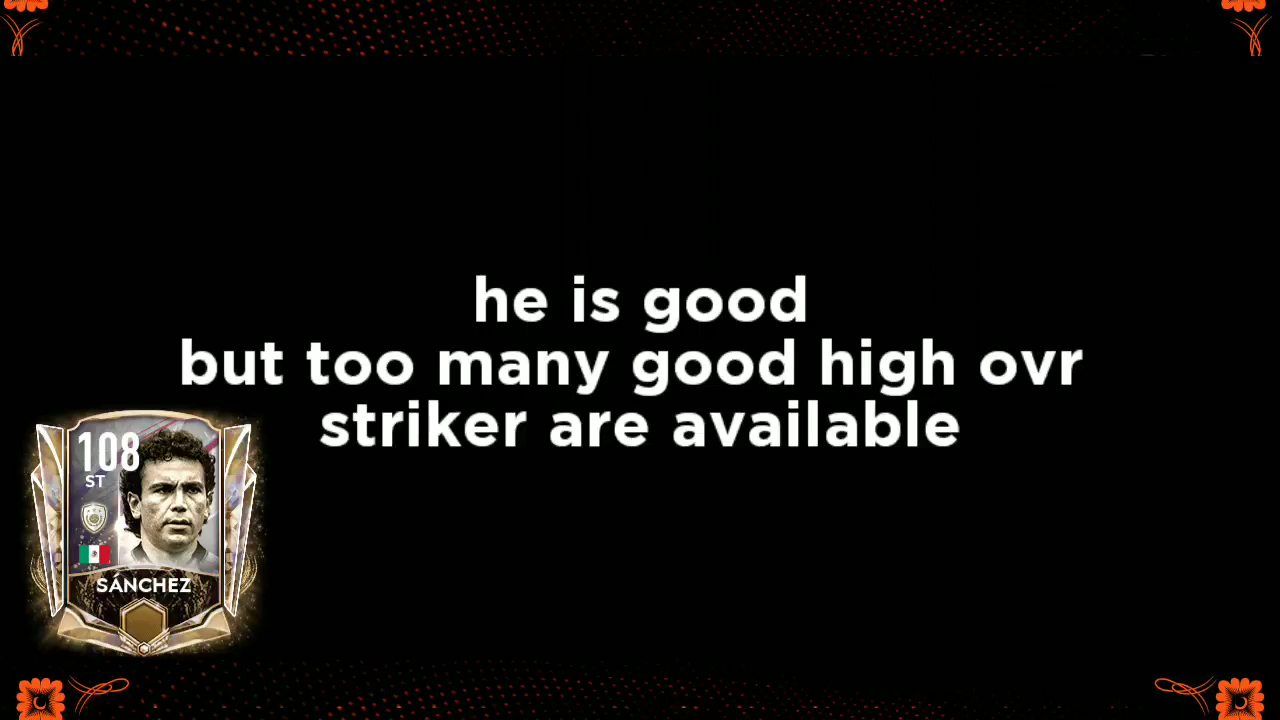 he is good
but too many good high ovr
striker are available
108
ST
SÁNCHEZ